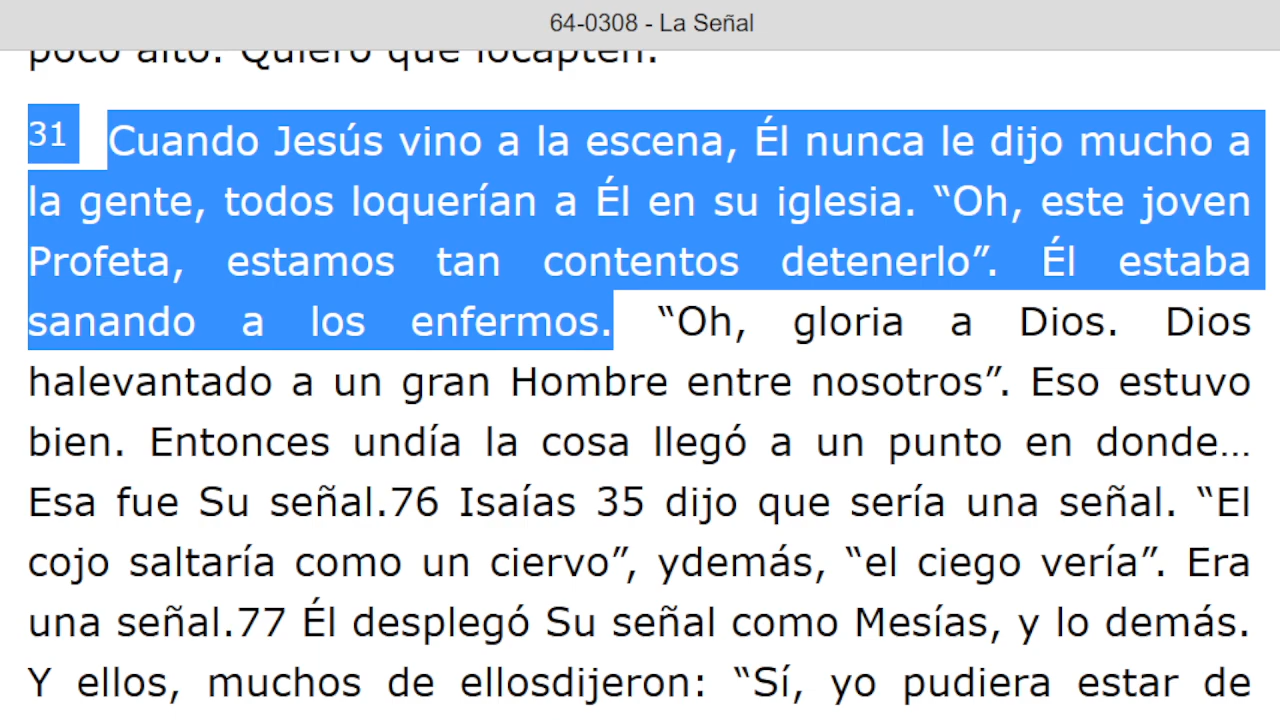 64-0308 - La Señal
poco alto. Quiero que locapten.
31 Cuando Jesús vino a la escena, Él nunca le dijo mucho a
la gente, todos loquerían a Él en su iglesia. “Oh, este joven
Profeta, estamos tan contentos detenerlo”. Él estaba
sanando a los enfermos. “Oh, gloria a Dios. Dios
halevantado a un gran Hombre entre nosotros”. Eso estuvo
bien. Entonces undía la cosa llegó a un punto en donde…
Esa fue Su señal.76 Isaías 35 dijo que sería una señal. “El
cojo saltaría como un ciervo”, ydemás, “el ciego vería”. Era
una señal.77 Él desplegó Su señal como Mesías, y lo demás.
Y ellos, muchos de ellosdijeron: “Sí, yo pudiera estar de